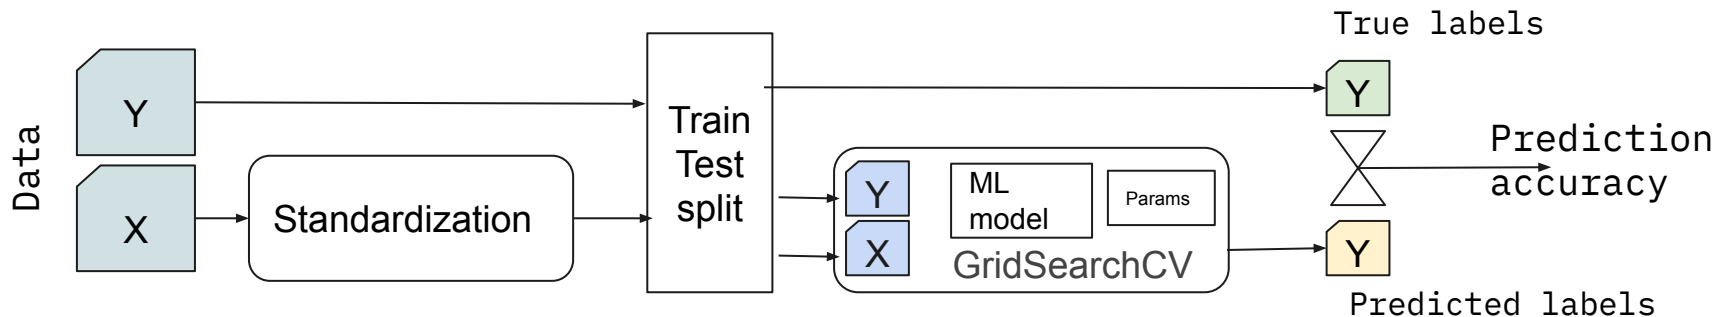 True labels
Y
Y
Train
Test
split
Data
Prediction
accuracy
Y
ML
model
Params
X
Standardization
X
GridSearchCV
Y
Predicted labels